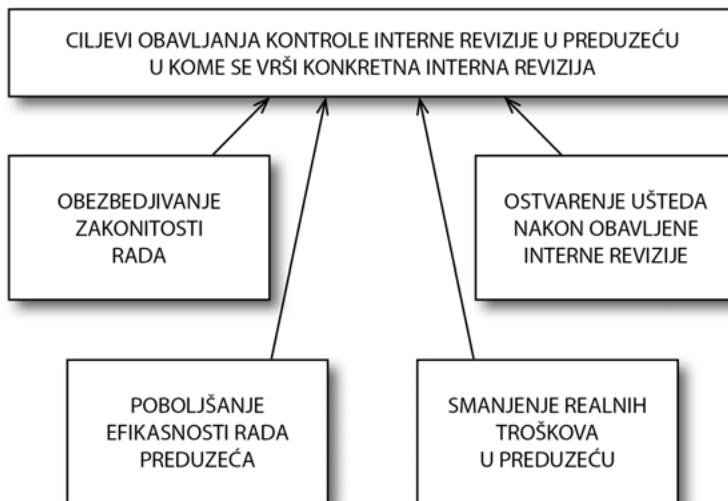 CILJEVI OBAVLJANJA KONTROLE INTERNE REVIZIJE U PREDUZEĆU
U KOME SE VRŠI KONKRETNA INTERNA REVIZIJA
OBEZBEDJIVANJE
ZAKONITOSTI
RADA
OSTVARENJE UŠTEDA
NAKON OBAVLJENE
INTERNE REVIZIJE
POBOLJŠANJE
EFIKASNOSTI RADA
PREDUZEĆA
SMANJENJE REALNIH
TROŠKOVA
U PREDUZEĆU